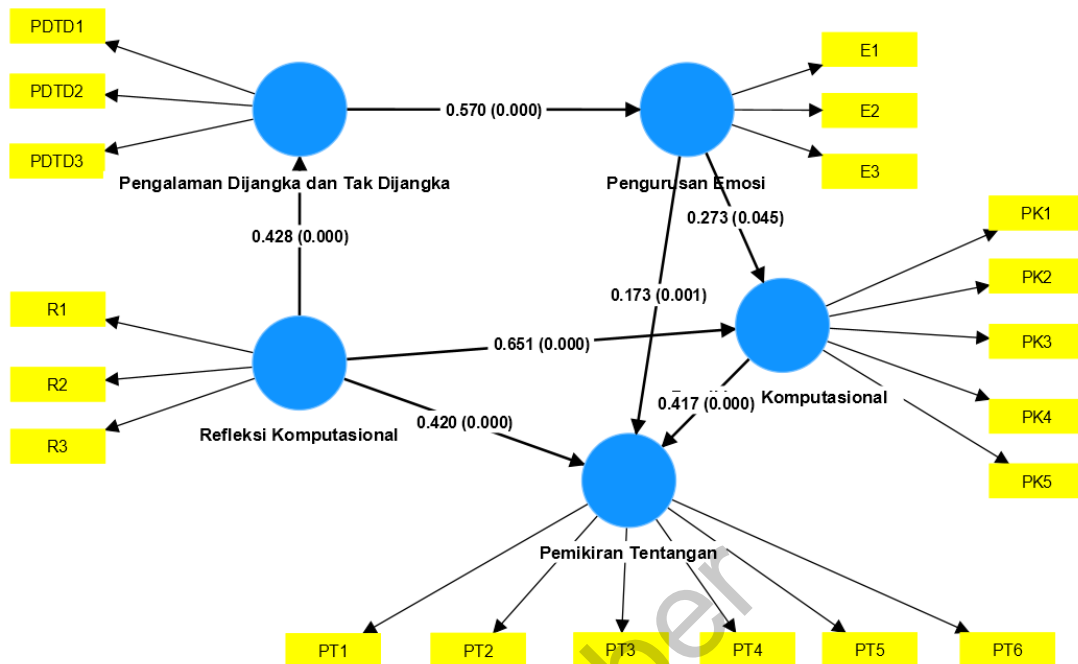 PDTD1
PDTD2
PDTD3
E1
E2
E3
0.570 (0.000)
Pengalaman Dijangka dan Tak Dijangka
Pengurusan Emosi
0.428 (0.000)
0.273 (0.045)
PK1
PK2
PK3
PK4
PK5
R1
R2
R3
0.173 (0.001)
0.651 (0.000)
Komputasional
0.417 (0.000)
0.420 (0.000)
Refleksi Komputasional
Pemikiran Tentangan
PT1
PT2
PT3
PT4
PT5
PT6